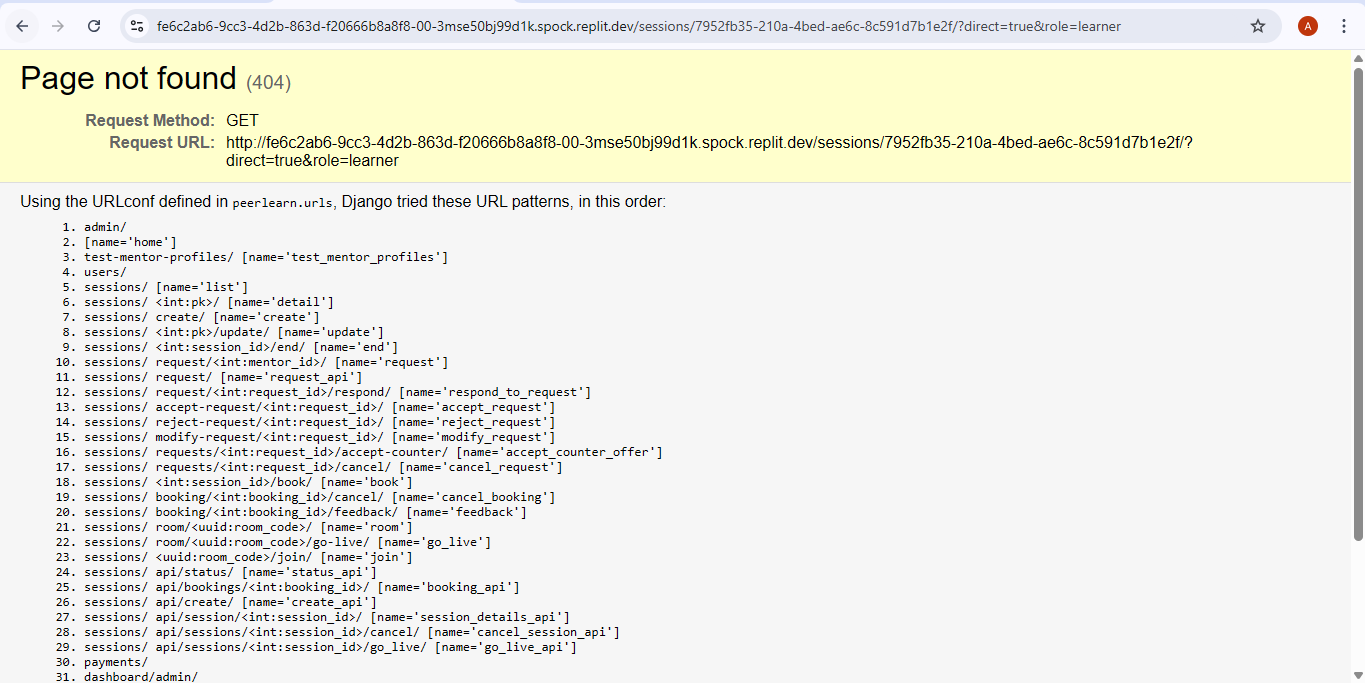 fe6c2ab6-9cc3-4d2b-863d-f20666b8a8f8-00-3mse50bj99d1k.spock.replit.dev/sessions/7952fb35-210a-4bed-ae6c-8c591d7b1e2f/?direct=true&role=learner
A
Page not found (404)
Request Method: GET
Request URL: http://fe6c2ab6-9cc3-4d2b-863d-f20666b8a8f8-00-3mse50bj99d1k.spock.replit.dev/sessions/7952fb35-210a-4bed-ae6c-8c591d7b1e2f/?
direct=true&role=learner
Using the URLconf defined in peerlearn.urls, Django tried these URL patterns, in this order:
1. admin/
2. [name='home']
3. test-mentor-profiles/ [name='test_mentor_profiles']
4. users/
5. sessions/ [name='list']
6. sessions/ <int:pk>/ [name='detail']
7. sessions/ create/ [name='create']
8. sessions/ <int:pk>/update/ [name='update']
9. sessions/ <int:session_id>/end/ [name='end']
10. sessions/ request/<int:mentor_id>/ [name='request']
11. sessions/ request/ [name='request_api']
12. sessions/ request/<int:request_id>/respond/ [name='respond_to_request']
13. sessions/ accept-request/<int:request_id>/ [name='accept_request']
14. sessions/ reject-request/<int:request_id>/ [name='reject_request']
15. sessions/ modify-request/<int:request_id>/ [name='modify_request']
16. sessions/ requests/<int:request_id>/accept-counter/ [name='accept_counter_offer']
17. sessions/ requests/<int:request_id>/cancel/ [name='cancel_request']
18. sessions/ <int:session_id>/book/ [name='book']
19. sessions/ booking/<int:booking_id>/cancel/ [name='cancel_booking']
20. sessions/ booking/<int:booking_id>/feedback/ [name='feedback']
21. sessions/ room/<uuid:room_code>/ [name='room']
22. sessions/ room/<uuid:room_code>/go-live/ [name='go_live']
23. sessions/ <uuid:room_code>/join/ [name='join']
24. sessions/ api/status/ [name='status_api']
25. sessions/ api/bookings/<int:booking_id>/ [name='booking_api']
26. sessions/ api/create/ [name='create_api']
27. sessions/ api/session/<int:session_id>/ [name='session_details_api']
28. sessions/ api/sessions/<int:session_id>/cancel/ [name='cancel_session_api']
29. sessions/ api/sessions/<int:session_id>/go_live/ [name='go_live_api']
30. payments/
31. dashboard/admin/